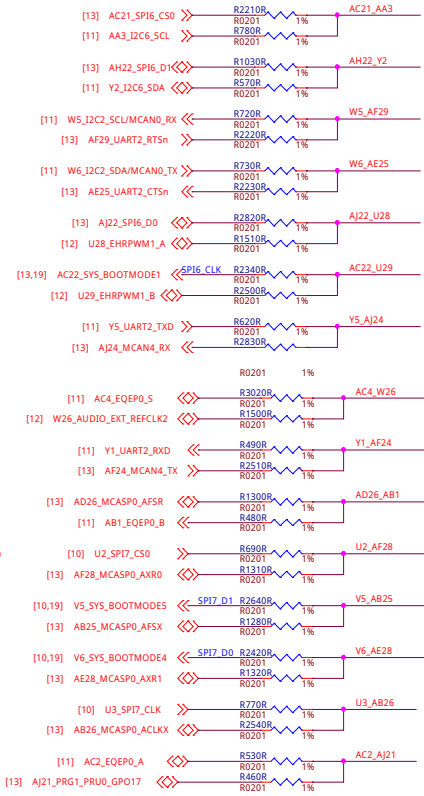 [13] AC21_SPI6_CS0 R2210R AC21_AA3
R0201 1%
[11] AA3_I2C6_SCL R780R
R0201 1%
[13] AH22_SPI6_D1 R1030R AH22_Y2
R0201 1%
[11] Y2_I2C6_SDA R570R
R0201 1%
[11] W5_I2C2_SCL/MCAN0_RX R720R W5_AF29
R0201 1%
[13] AF29_UART2_RTSn R2220R
R0201 1%
[11] W6_I2C2_SDA/MCAN0_TX R730R W6_AE25
R0201 1%
[13] AE25_UART2_CTSn R2230R
R0201 1%
[13] AJ22_SPI6_D0 R2820R AJ22_U28
R0201 1%
[12] U28_EHRPWM1_A R1510R
R0201 1%
[13,19] AC22_SYS_BOOTMODE1 SPI6_CLK R2340R AC22_U29
R0201 1%
[12] U29_EHRPWM1_B R2500R
R0201 1%
[11] Y5_UART2_TXD R620R Y5_AJ24
R0201 1%
[13] AJ24_MCAN4_RX R2830R
R0201 1%
[11] AC4_EQEP0_S R3020R AC4_W26
R0201 1%
[12] W26_AUDIO_EXT_REFCLK2 R1500R
R0201 1%
[11] Y1_UART2_RXD R490R Y1_AF24
R0201 1%
[13] AF24_MCAN4_TX R2510R
R0201 1%
[13] AD26_MCASP0_AFSR R1300R AD26_AB1
R0201 1%
[11] AB1_EQEP0_B R480R
R0201 1%
[10] U2_SPI7_CS0 R690R U2_AF28
R0201 1%
[13] AF28_MCASP0_AXR0 R1310R
R0201 1%
[10,19] V5_SYS_BOOTMODE5 SPI7_D1 R2640R V5_AB25
R0201 1%
[13] AB25_MCASP0_AFSX R1280R
R0201 1%
[10,19] V6_SYS_BOOTMODE4 SPI7_D0 R2420R V6_AE28
R0201 1%
[13] AE28_MCASP0_AXR1 R1320R
R0201 1%
[10] U3_SPI7_CLK R770R U3_AB26
R0201 1%
[13] AB26_MCASP0_ACLKX R2540R
R0201 1%
[11] AC2_EQEP0_A R530R AC2_AJ21
R0201 1%
[13] AJ21_PRG1_PRU0_GPO17 R460R
R0201 1%